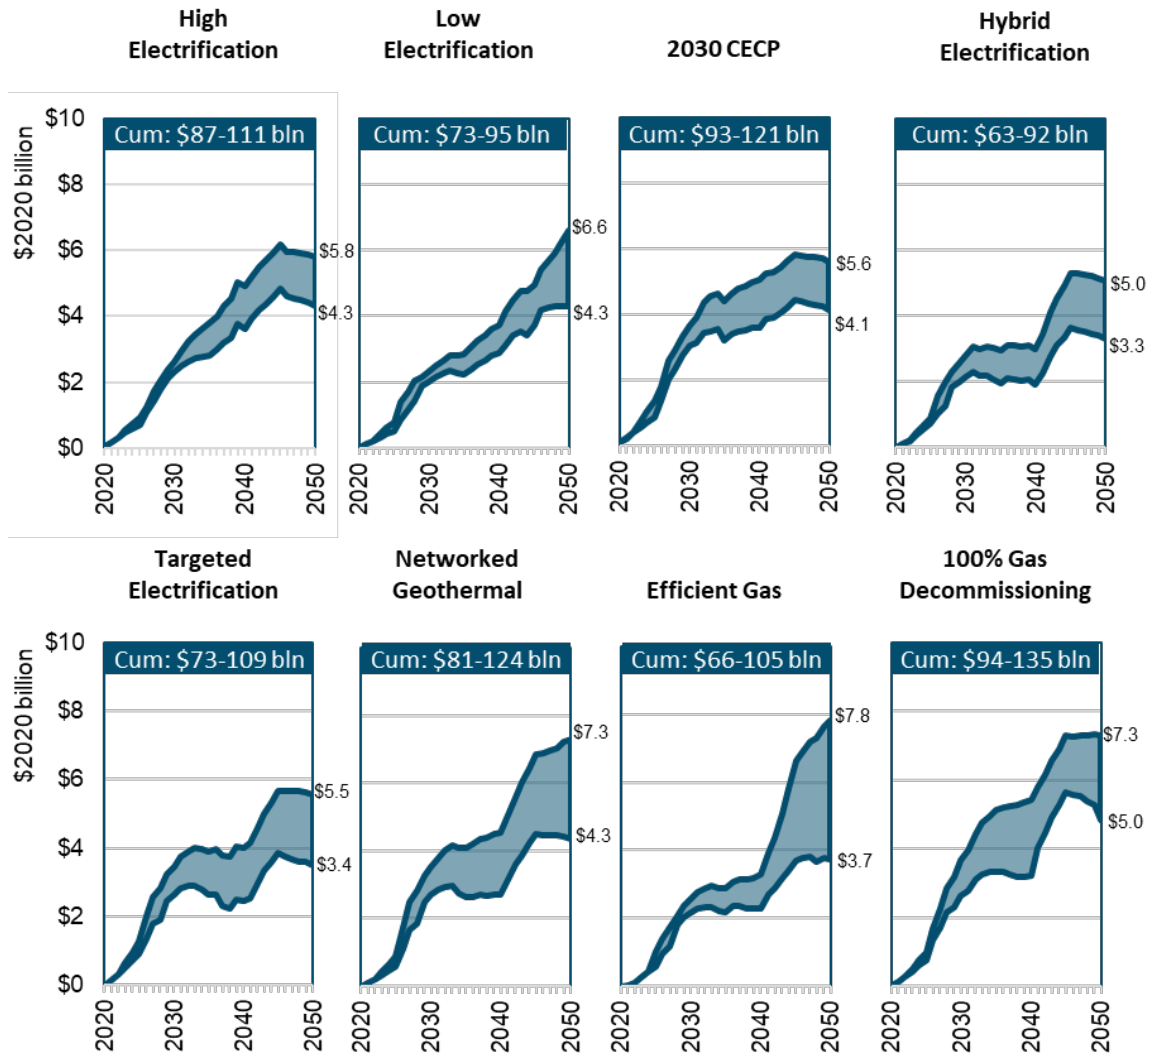 High
Electrification
Low
Electrification
2030 CECP
Hybrid
Electrification
$2020 billion
$10
$8
$6
$4
$2
$0
Cum: $87-111 bln
$5.8
$4.3
2020
2030
2040
2050
Cum: $73-95 bln
$6.6
$4.3
2020
2030
2040
2050
Cum: $93-121 bln
$5.6
$4.1
2020
2030
2040
2050
Cum: $63-92 bln
$5.0
$3.3
2020
2030
2040
2050
Targeted
Electrification
Networked
Geothermal
Efficient Gas
100% Gas
Decommissioning
$2020 billion
$10
$8
$6
$4
$2
$0
Cum: $73-109 bln
$5.5
$3.4
2020
2030
2040
2050
Cum: $81-124 bln
$7.3
$4.3
2020
2030
2040
2050
Cum: $66-105 bln
$7.8
$3.7
2020
2030
2040
2050
Cum: $94-135 bln
$7.3
$5.0
2020
2030
2040
2050